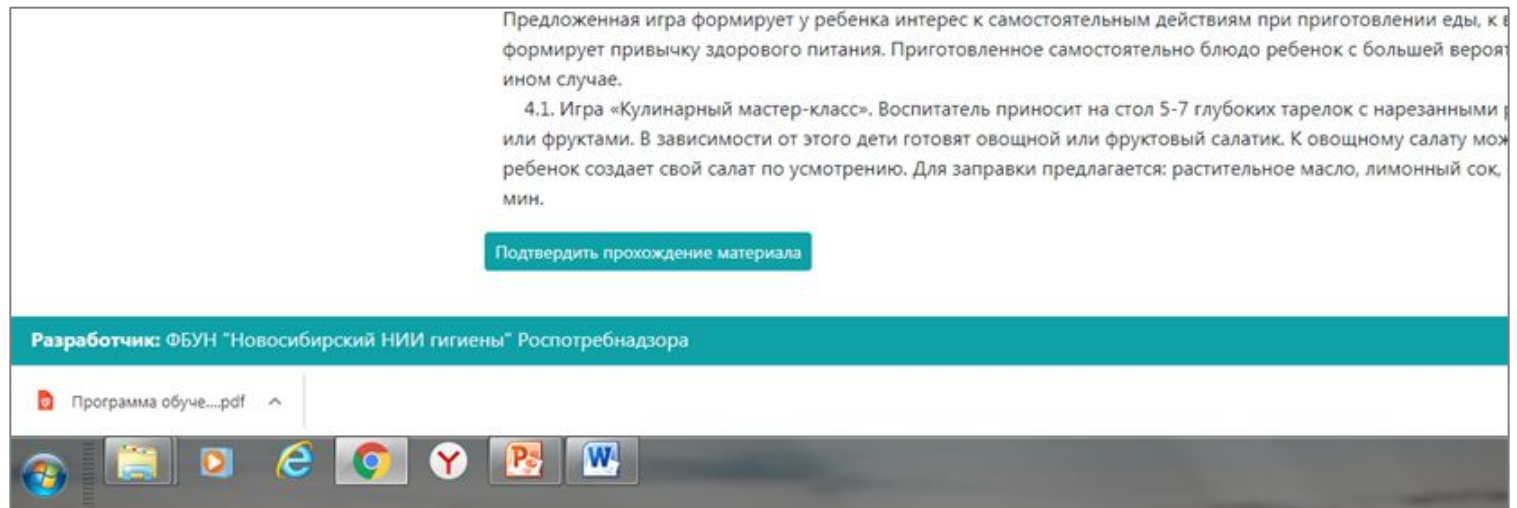 Предложенная игра формирует у ребенка интерес к самостоятельным действиям при приготовлении еды, к
формирует привычку здорового питания. Приготовленное самостоятельно блюдо ребенок с большей
ином случае.
4.1. Игра «Кулинарный мастер-класс». Воспитатель приносит на стол 5-7 глубоких тарелок с нарезанными
или фруктами. В зависимости от этого дети готовят овощной или фруктовый салатик. К овощному салату
ребенок создает свой салат по усмотрению. Для заправки предлагается: растительное масло, лимонный сок,
мин.
Подтвердить прохождение материала
Разработчик: ФБУН "Новосибирский НИИ гигиены" Роспотребнадзора
Программа обуче....pdf